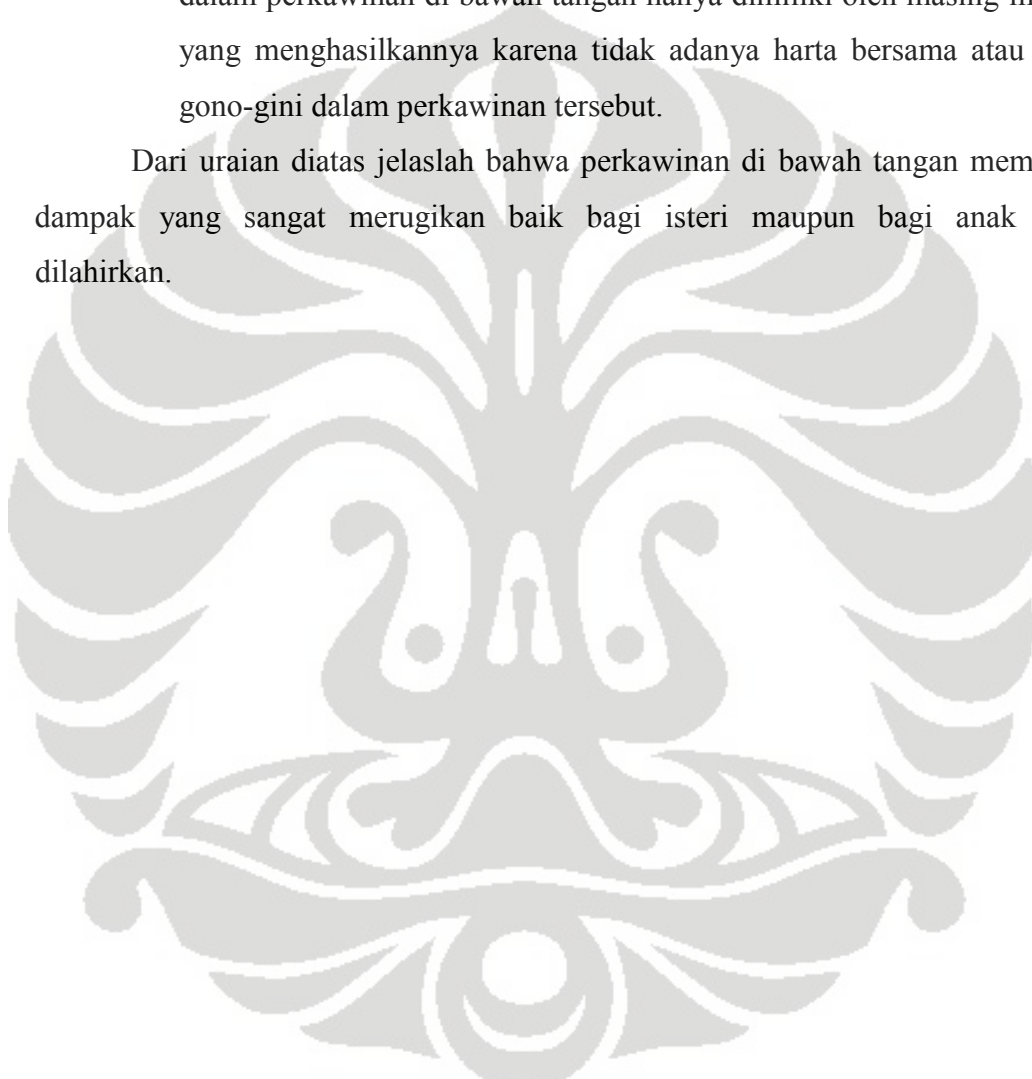 dalam perkawinan di bawah tangan hanya dimiliki oleh masing
yang menghasilkannya karena tidak adanya harta bersama atau
gono-gini dalam perkawinan tersebut.
Dari uraian diatas jelaslah bahwa perkawinan di bawah tangan
dampak yang sangat merugikan baik bagi isteri maupun bagi anak
dilahirkan.